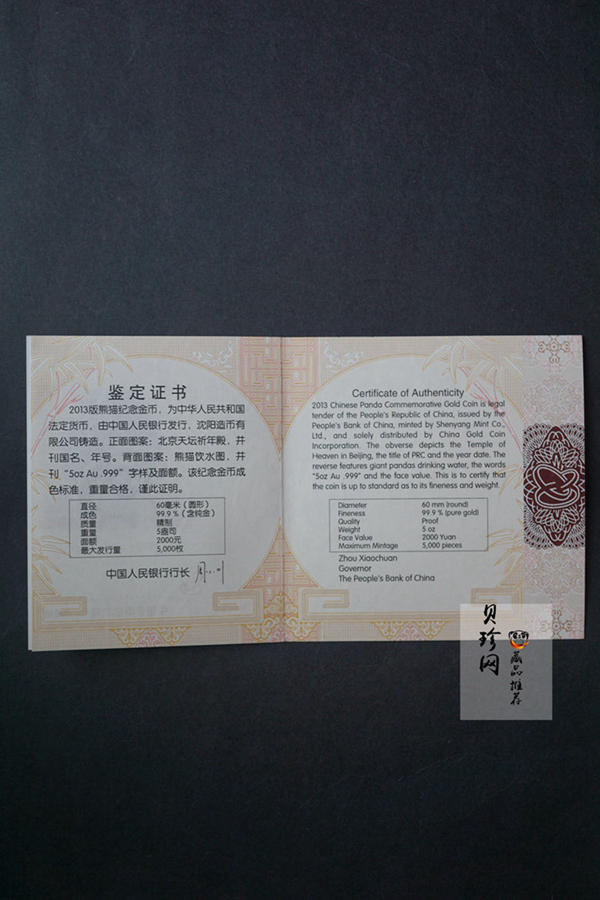 鉴定证书
2013版熊猫纪念金币，为中华人民共和国
法定货币，由中国人民银行发行，沈阳造币有
限公司铸造。正面图案：北京天坛祈年殿，并
刊国名、年号。背面图案：熊猫饮水图，并
刊“5oz Au .999”字样及面额。该纪念金币成
色标准，重量合格，谨此证明。
直径 60毫米（圆形）
成色 99.9％（含纯金）
质量 精制
重量 5盎司
面额 2000元
最大发行量 5,000枚
中国人民银行行长
Certificate of Authenticity
2013 Chinese Panda Commemorative Gold Coin is legal
tender of the People's Republic of China, issued by the
People's Bank of China, minted by Shenyang Mint Co.,
Ltd., and solely distributed by China Gold Coin
Incorporation. The obverse depicts the Temple of
Heaven in Beijing, the title of PRC and the year date. The
reverse features giant pandas drinking water, the words
"5oz Au .999" and the face value. This is to certify that
the coin is up to standard as to its fineness and weight.
Diameter 60 mm (round)
Fineness 99.9 % (pure gold)
Quality Proof
Weight 5 oz
Face Value 2000 Yuan
Maximum Mintage 5,000 pieces
Zhou Xiaochuan
Governor
The People's Bank of China
贝珍网
藏品推荐